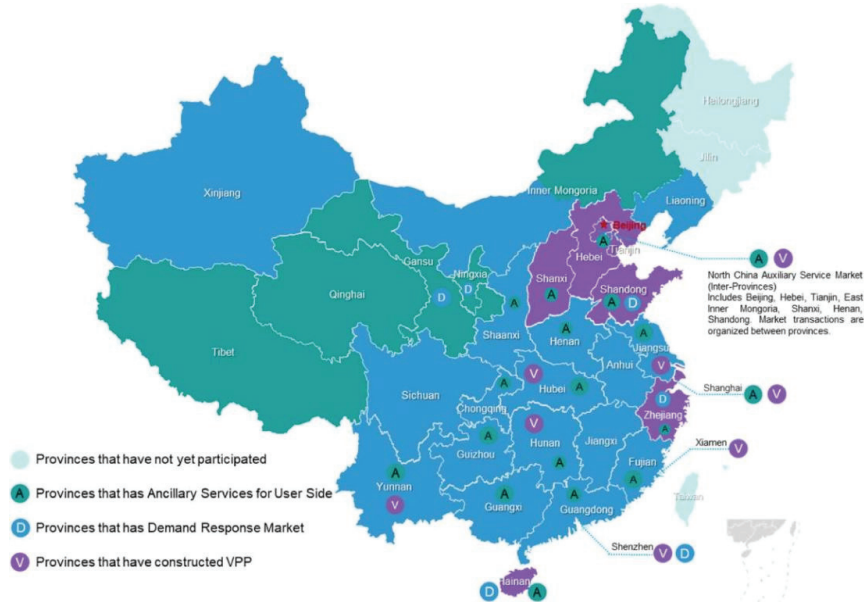 Hailongjiang
Jilin
Xinjiang
Inner Mongoria
Liaoning
Beijing
Tianjin
Hebei
Gansu
Ningxia
Shanxi
Shandong
Qinghai
D
D
A
A
A
A
D
A
V
North China Auxiliary Service Market
(Inter-Provinces)
Includes Beijing, Hebei, Tianjin, East
Inner Mongoria, Shanxi, Henan,
Shandong. Market transactions are
organized between provinces.
Shaanxi
Henan
A
Jiangsu
A
Tibet
Anhui
V
Sichuan
A
V
Hubei
A
Shanghai
A
V
Chongqing
D
Zhejiang
A
Guizhou
A
V
Hunan
A
Jiangxi
Xiamen
V
Fujian
A
Yunnan
A
V
Guangxi
A
Guangdong
A
Taiwan
Shenzhen
V
D
D
Hainan
A
Provinces that have not yet participated
A Provinces that has Ancillary Services for User Side
D Provinces that has Demand Response Market
V Provinces that have constructed VPP